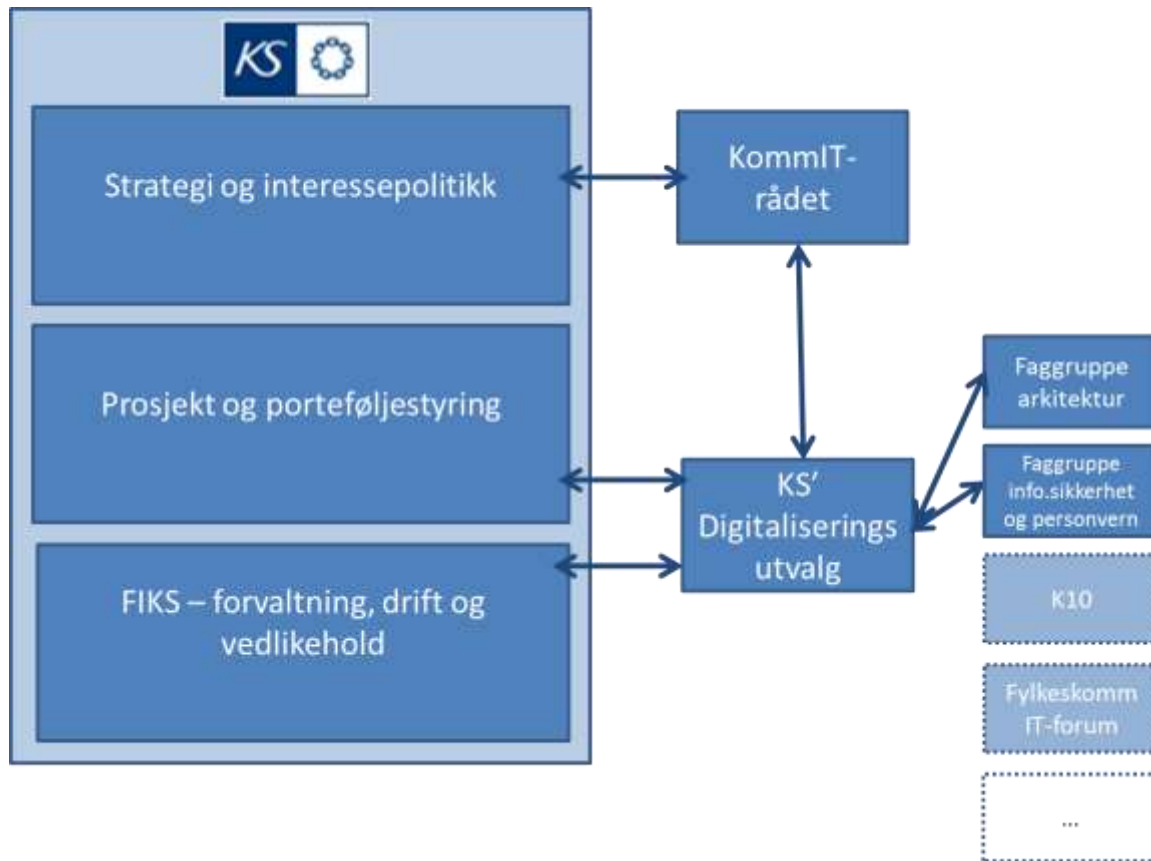 KS
Strategi og interessepolitikk
KommIT-
rådet
Prosjekt og porteføljestyring
KS’
Digitaliserings
utvalg
FIKS – forvaltning, drift og
vedlikehold
Faggruppe
arkitektur
Faggruppe
info.sikkerhet
og personvern
K10
Fylkeskomm
IT-forum
...